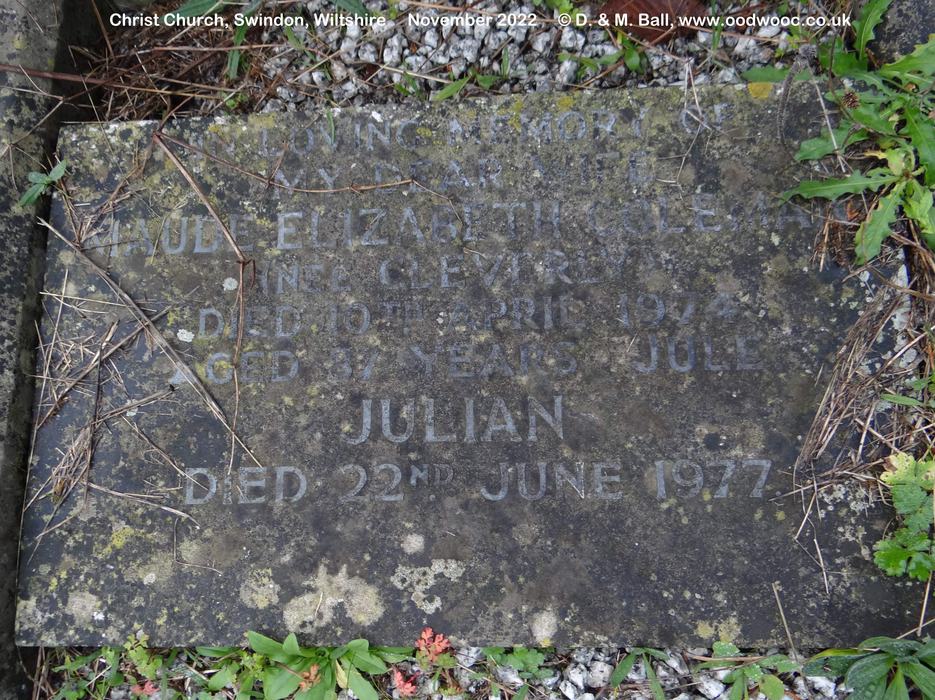 Christ Church, Swindon, Wiltshire November 2022 © D. & M. Ball, www.oodwooc.co.uk
IN LOVING MEMORY OF
MY DEAR WIFE
MAUDE ELIZABETH COLEMAN
(NEE CLEVERLY)
DIED 10TH APRIL 1974
AGED 37 YEARS JULE
JULIAN
DIED 22ND JUNE 1977